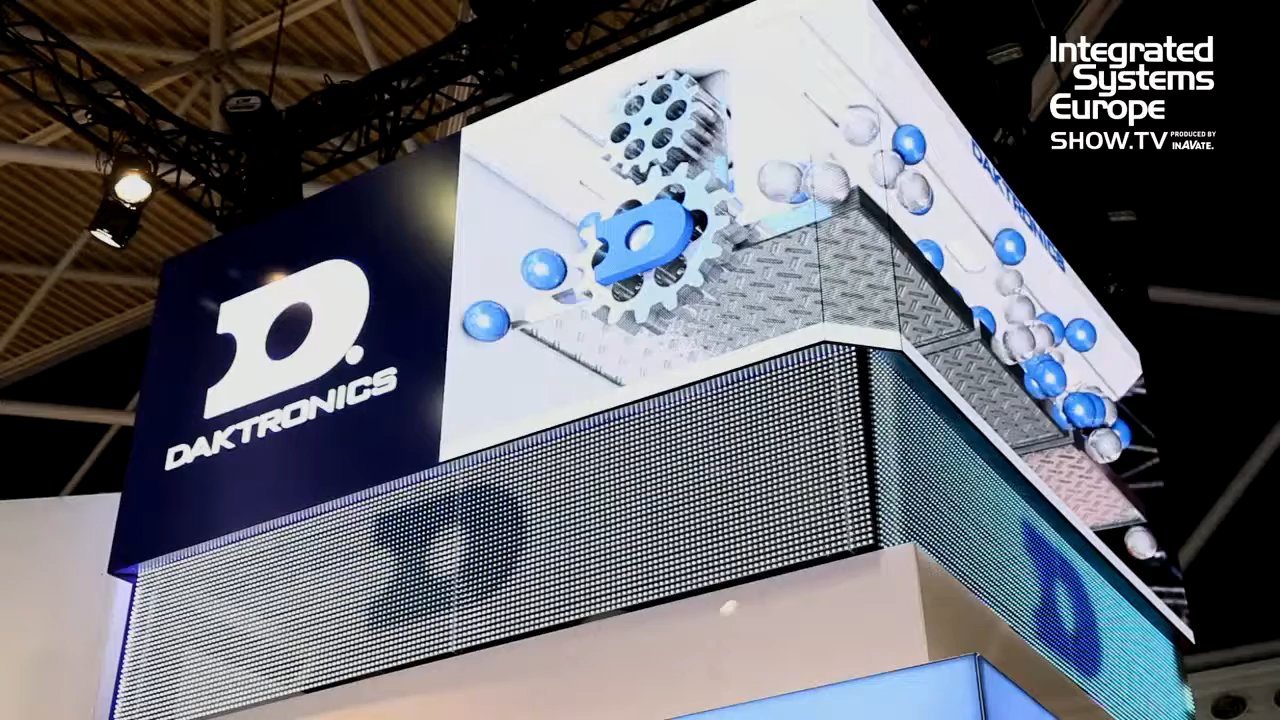 Integrated
Systems
Europe
SHOW.TV PRODUCED BY
INAVATE.
D.
DAKTRONICS
D
DAKTRONICS
D
D